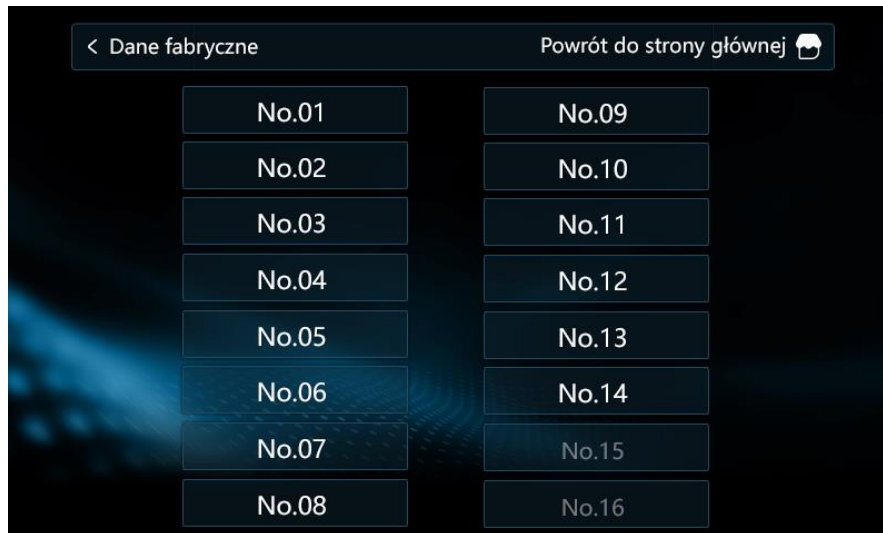 < Dane fabryczne
Powrót do strony głównej
No.01
No.02
No.03
No.04
No.05
No.06
No.07
No.08
No.09
No.10
No.11
No.12
No.13
No.14
No.15
No.16